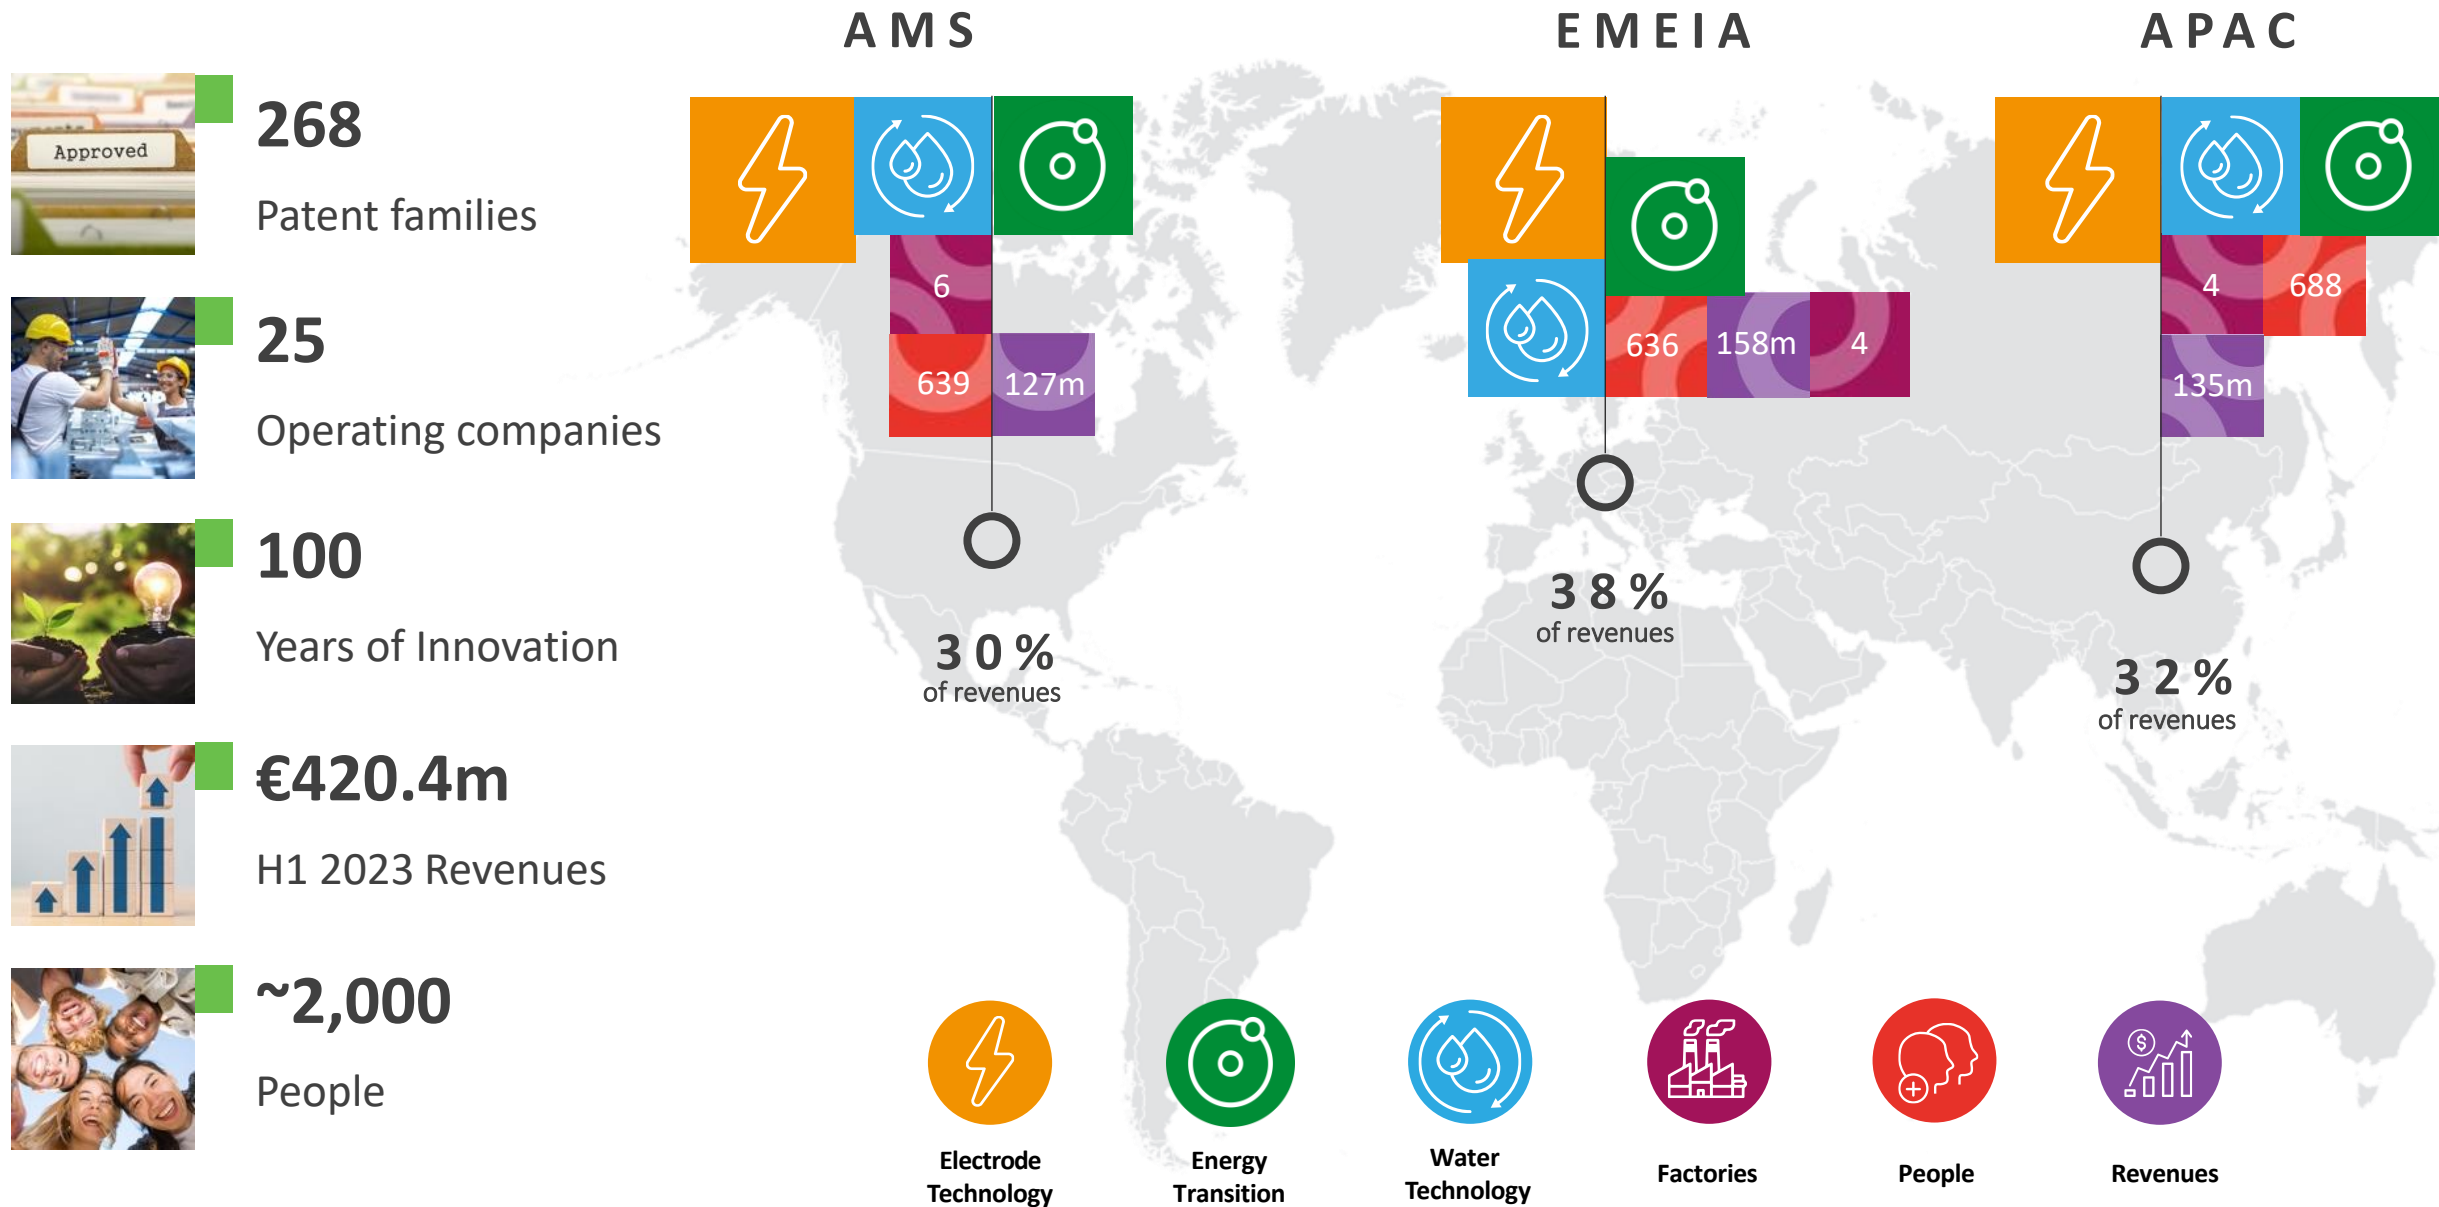 AMS
EMEIA
APAC
Approved
268
Patent families
25
Operating companies
100
Years of Innovation
€420.4m
H1 2023 Revenues
~2,000
People
6
639
127m
30%
of revenues
636
158m
4
38%
of revenues
4
688
135m
32%
of revenues
Electrode
Technology
Energy
Transition
Water
Technology
Factories
People
$
Revenues